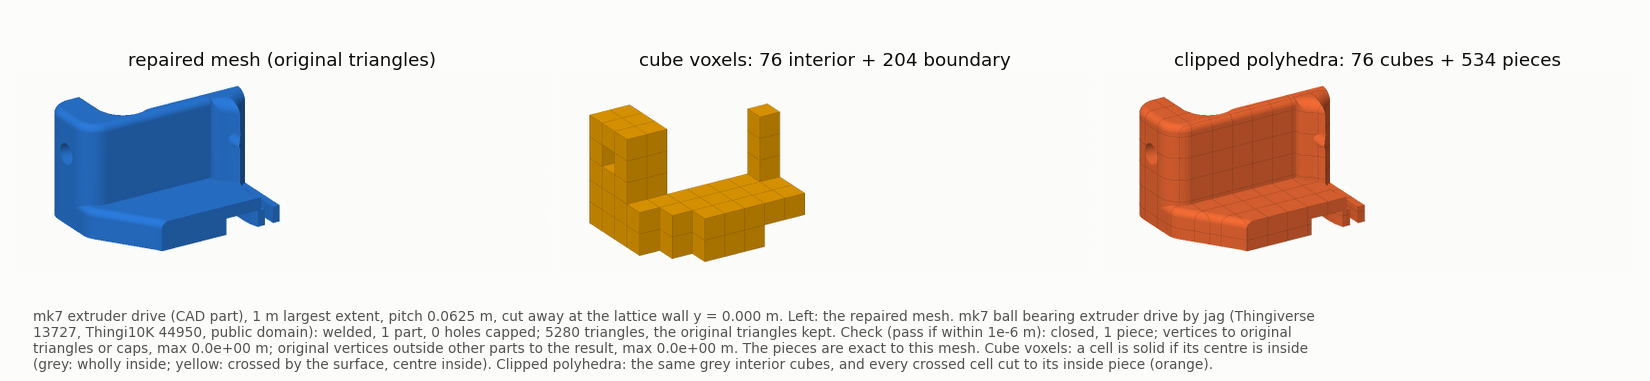 repaired mesh (original triangles)
cube voxels: 76 interior + 204 boundary
clipped polyhedra: 76 cubes + 534 pieces
mk7 extruder drive (CAD part), 1 m largest extent, pitch 0.0625 m, cut away at the lattice wall y = 0.000 m. Left: the repaired mesh. mk7 ball bearing extruder drive by jag (Thingiverse
13727, Thingi10K 44950, public domain): welded, 1 part, 0 holes capped; 5280 triangles, the original triangles kept. Check (pass if within 1e-6 m): closed, 1 piece; vertices to original
triangles or caps, max 0.0e+00 m; original vertices outside other parts to the result, max 0.0e+00 m. The pieces are exact to this mesh. Cube voxels: a cell is solid if its centre is inside
(grey: wholly inside; yellow: crossed by the surface, centre inside). Clipped polyhedra: the same grey interior cubes, and every crossed cell cut to its inside piece (orange).